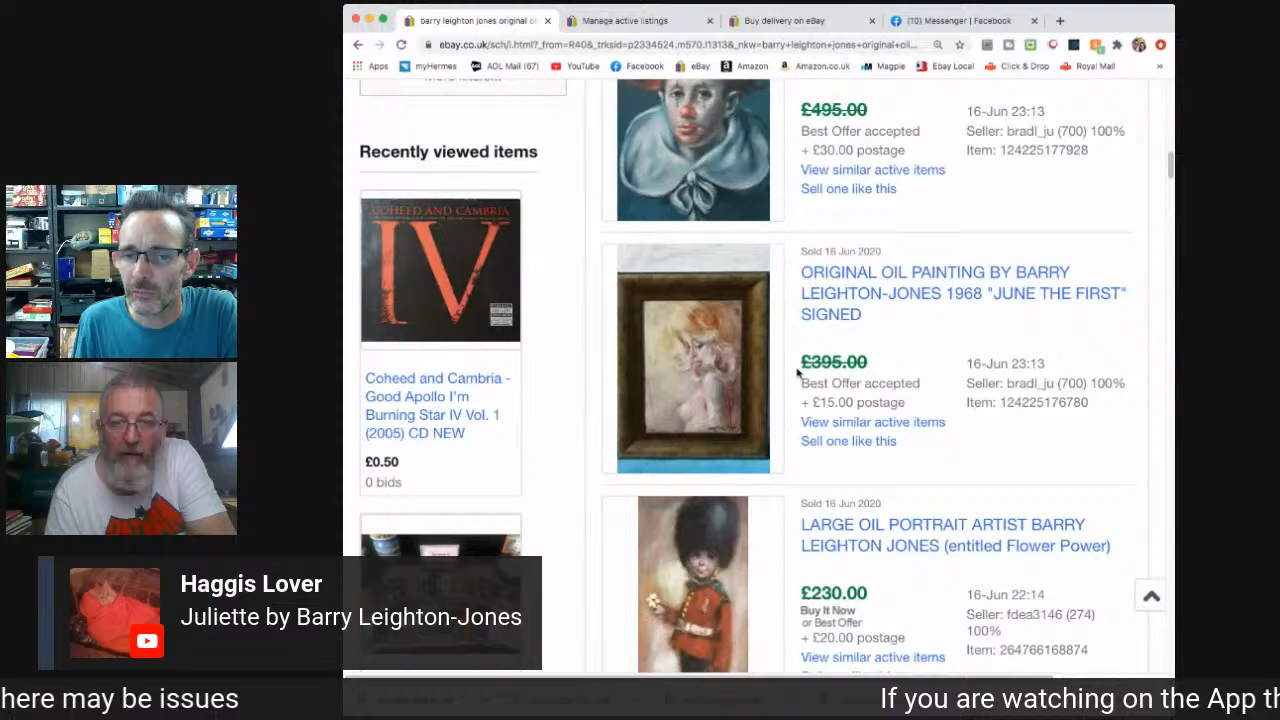 barry leighton jones original oi
Manage active listings
Buy delivery on eBay
(10) Messenger | Facebook
ebay.co.uk/sch/i.html?_from=R40&_trksid=p2334524.m570.l1313&_nkw=barry+leighton+jones+original+oil...
Apps
myHermes
AOL Mail (67)
YouTube
Facebook
eBay
Amazon
Amazon.co.uk
Magpie
Ebay Local
Click & Drop
Royal Mail
»
Recently viewed items
COHEED AND CAMBRIA
IV
Coheed and Cambria -
Good Apollo I'm
Burning Star IV Vol. 1
(2005) CD NEW
£0.50
0 bids
£495.00
Best Offer accepted
+ £30.00 postage
View similar active items
Sell one like this
16-Jun 23:13
Seller: bradl_ju (700) 100%
Item: 124225177928
Sold 16 Jun 2020
ORIGINAL OIL PAINTING BY BARRY
LEIGHTON-JONES 1968 "JUNE THE FIRST"
SIGNED
£395.00
Best Offer accepted
+ £15.00 postage
View similar active items
Sell one like this
16-Jun 23:13
Seller: bradl_ju (700) 100%
Item: 124225176780
Sold 16 Jun 2020
LARGE OIL PORTRAIT ARTIST BARRY
LEIGHTON JONES (entitled Flower Power)
£230.00
Buy It Now
or Best Offer
+ £20.00 postage
View similar active items
16-Jun 22:14
Seller: fdea3146 (274)
100%
Item: 264766168874
Haggis Lover
Juliette by Barry Leighton-Jones
here may be issues
If you are watching on the App th